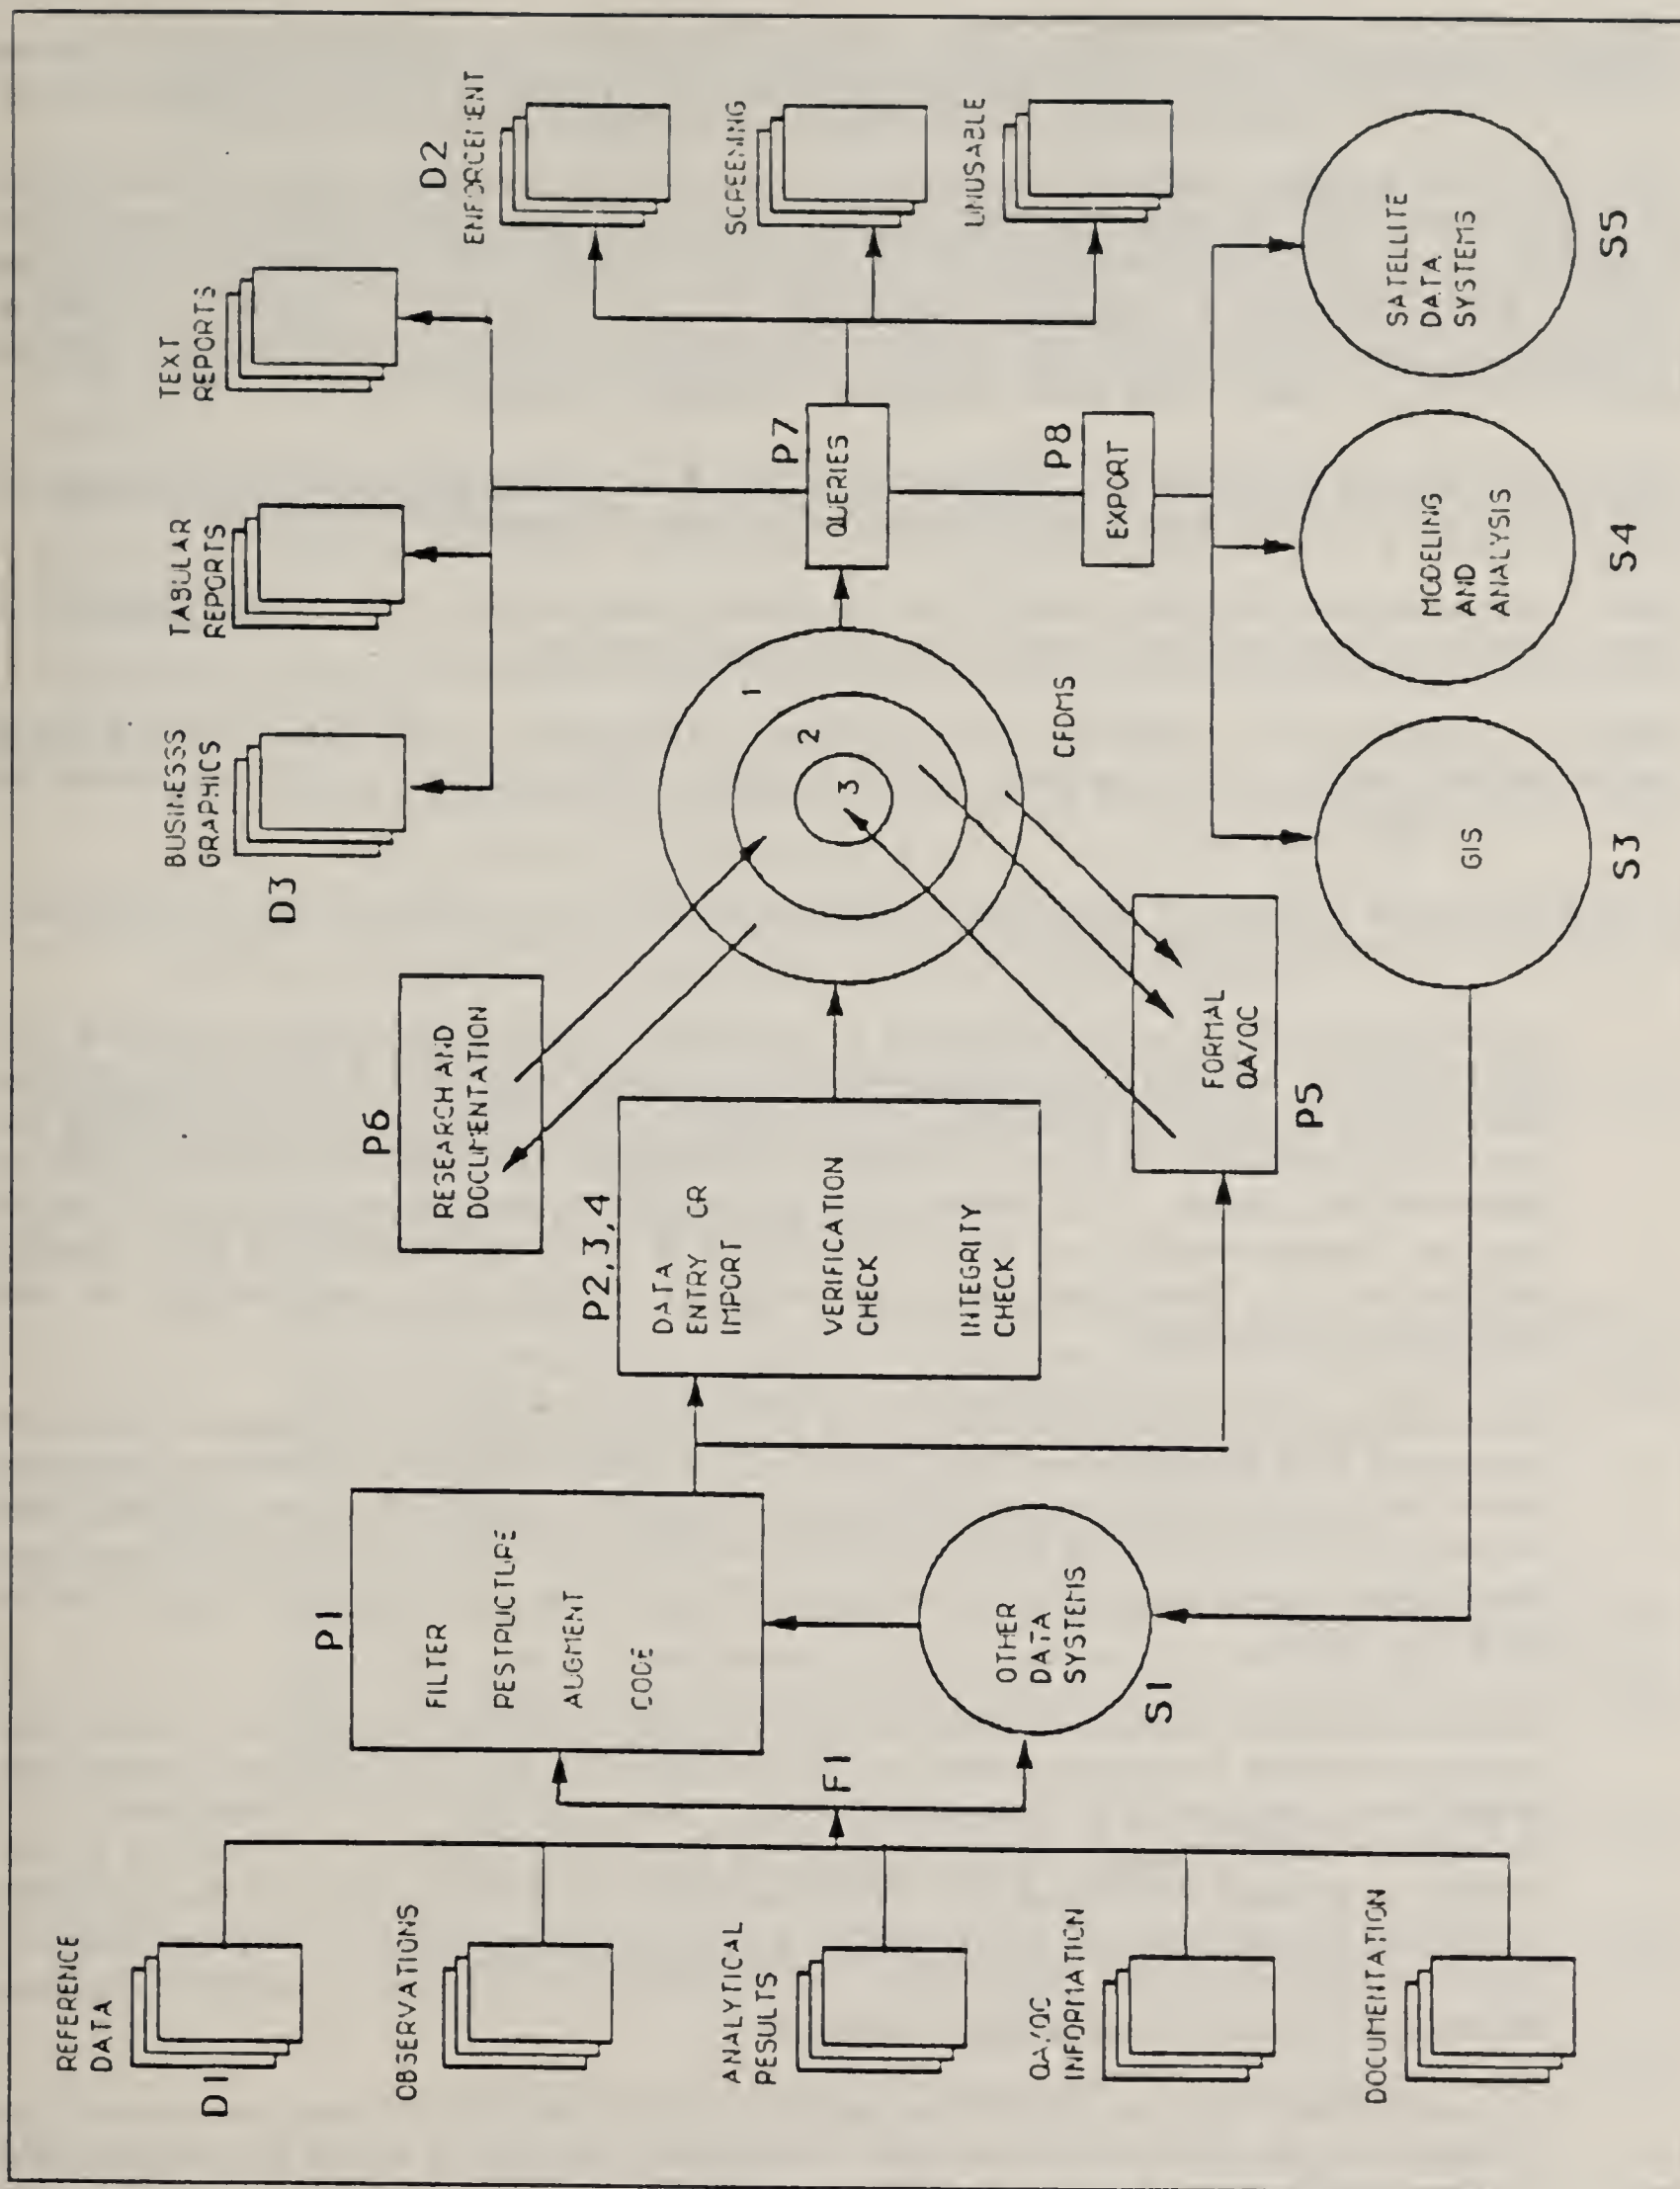 REFERENCE
DATA
D1
OBSERVATIONS
ANALYTICAL
RESULTS
QA/QC
INFORMATION
DOCUMENTATION
F1
P1
FILTER
RESTRUCTURE
AUGMENT
CODE
OTHER
DATA
SYSTEMS
S1
P2,3,4
DATA
ENTRY OR
IMPORT
VERIFICATION
CHECK
INTEGRITY
CHECK
P6
RESEARCH AND
DOCUMENTATION
FORMAL
QA/QC
P5
1
2
3
CFDMS
D3
BUSINESSS
GRAPHICS
TABULAR
REPORTS
TEXT
REPORTS
P7
QUERIES
P8
EXPORT
D2
ENFORCEMENT
SCREENING
UNUSABLE
GIS
S3
MODELING
AND
ANALYSIS
S4
SATELLITE
DATA
SYSTEMS
S5